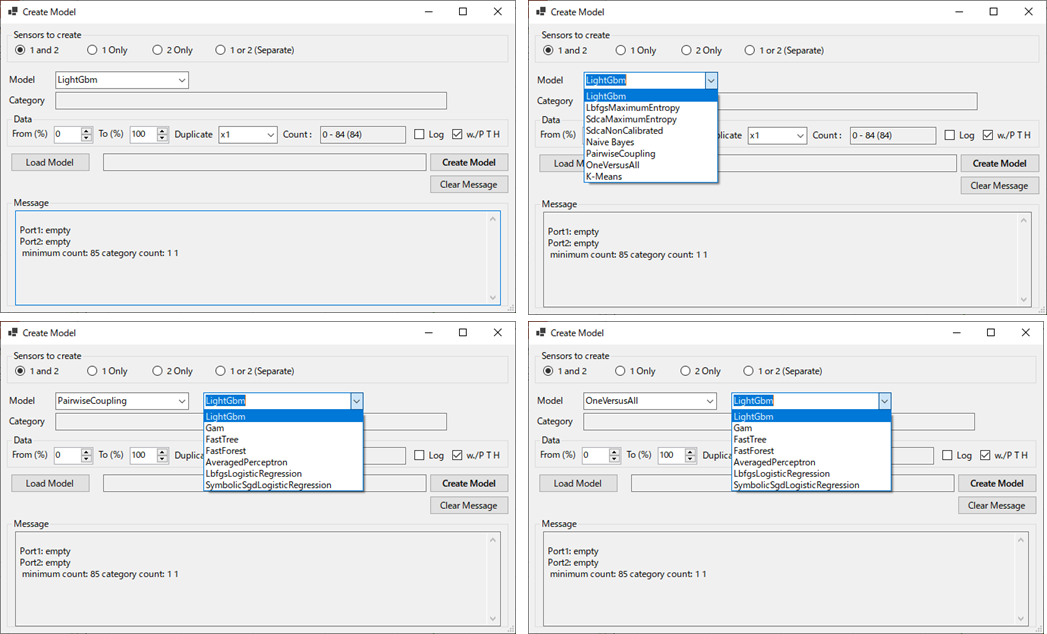 Create Model
Sensors to create
1 and 2 1 Only 2 Only 1 or 2 (Separate)
Model LightGbm
Category
Data
From (%) 0 To (%) 100 Duplicate x1 Count : 0 - 84 (84) Log w./P T H
Load Model Create Model
Clear Message
Message
Port1: empty
Port2: empty
minimum count: 85 category count: 1 1
Create Model
Sensors to create
1 and 2 1 Only 2 Only 1 or 2 (Separate)
Model LightGbm
LightGbm
Category
LbfgsMaximumEntropy
SdcaMaximumEntropy
SdcaNonCalibrated
Naive Bayes
PairwiseCoupling
OneVersusAll
K-Means
Data
From (%) plicate x1 Count : 0 - 84 (84) Log w./P T H
Load M Create Model
Clear Message
Message
Port1: empty
Port2: empty
minimum count: 85 category count: 1 1
Create Model
Sensors to create
1 and 2 1 Only 2 Only 1 or 2 (Separate)
Model PairwiseCoupling LightGbm
LightGbm
Gam
FastTree
FastForest
AveragedPerceptron
LbfgsLogisticRegression
SymbolicSgdLogisticRegression
Category
Data
From (%) 0 To (%) 100 Duplica Log w./P T H
Load Model Create Model
Clear Message
Message
Port1: empty
Port2: empty
minimum count: 85 category count: 1 1
Create Model
Sensors to create
1 and 2 1 Only 2 Only 1 or 2 (Separate)
Model OneVersusAll LightGbm
LightGbm
Gam
FastTree
FastForest
AveragedPerceptron
LbfgsLogisticRegression
SymbolicSgdLogisticRegression
Category
Data
From (%) 0 To (%) 100 Duplica Log w./P T H
Load Model Create Model
Clear Message
Message
Port1: empty
Port2: empty
minimum count: 85 category count: 1 1